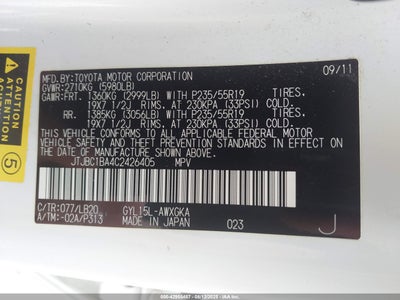 MFD. BY: TOYOTA MOTOR CORPORATION 09/11
GVWR: 2710KG (5980LB)
GAWR: FRT. 1360KG (2999LB) WITH P235/55R19 TIRES,
19X7 1/2J RIMS, AT 230KPA (33PSI) COLD.
RR. 1385KG (3056LB) WITH P235/55R19 TIRES,
19X7 1/2J RIMS, AT 230KPA (33PSI) COLD.
THIS VEHICLE CONFORMS TO ALL APPLICABLE FEDERAL MOTOR
VEHICLE SAFETY STANDARDS IN EFFECT ON THE DATE OF
MANUFACTURE SHOWN ABOVE.
JTJBC1BA4C2426405 MPV
C/TR: 077/LB20 GYL15L-AWXGKA
A/TM: -02A/P313 MADE IN JAPAN 023 J
CAUTION
5